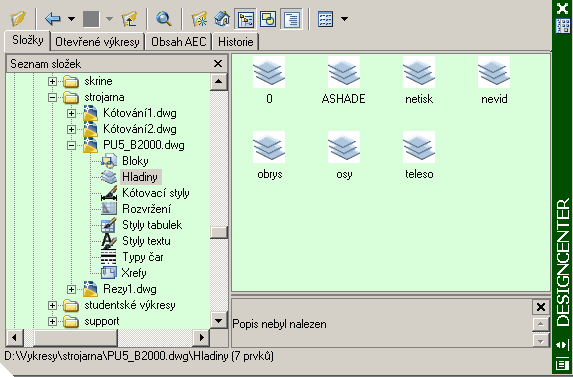 Složky
Otevřené výkresy
Obsah AEC
Historie
Seznam složek
skrine
strojarna
Kótování1.dwg
Kótování2.dwg
PU5_B2000.dwg
Bloky
Hladiny
Kótovací styly
Rozvržení
Styly tabulek
Styly textu
Typy čar
Xrefy
Rezy1.dwg
studentské výkresy
support
0
ASHADE
netisk
nevid
obrys
osy
teleso
Popis nebyl nalezen
D:\Vykresy\strojarna\PU5_B2000.dwg\Hladiny (7 prvků)
DESIGNCENTER